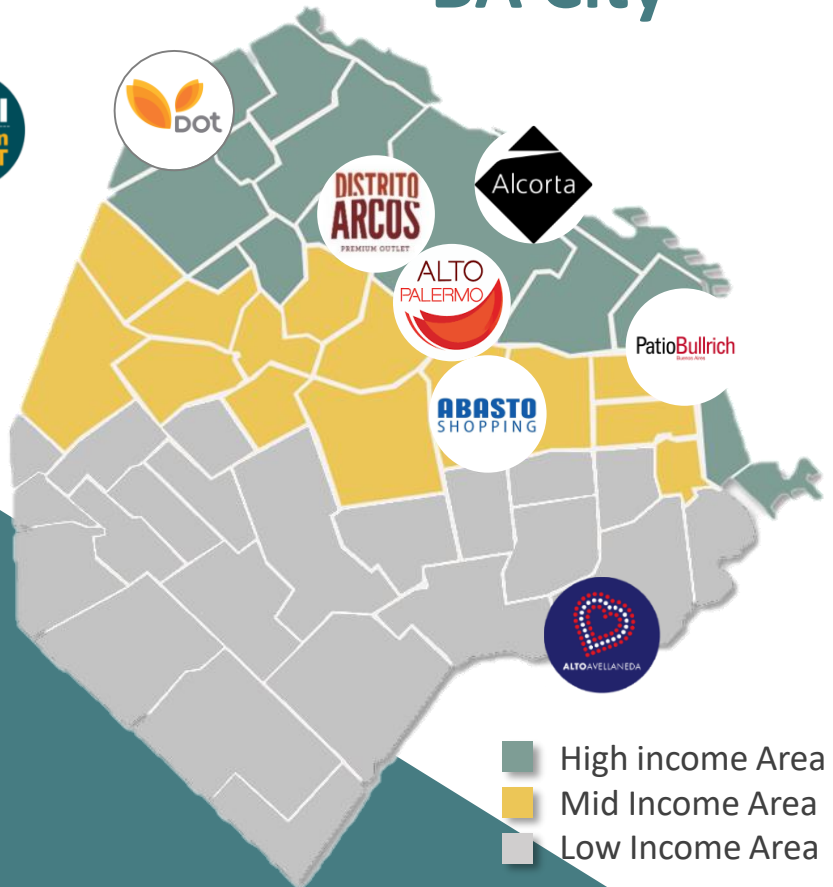 BA City
DOT
DISTRITO
ARCOS
PREMIUM OUTLET
Alcorta
ALTO
PALERMO
PatioBullrich
Buenos Aires
ABASTO
SHOPPING
ALTOAVELLANEDA
High income Area
Mid Income Area
Low Income Area